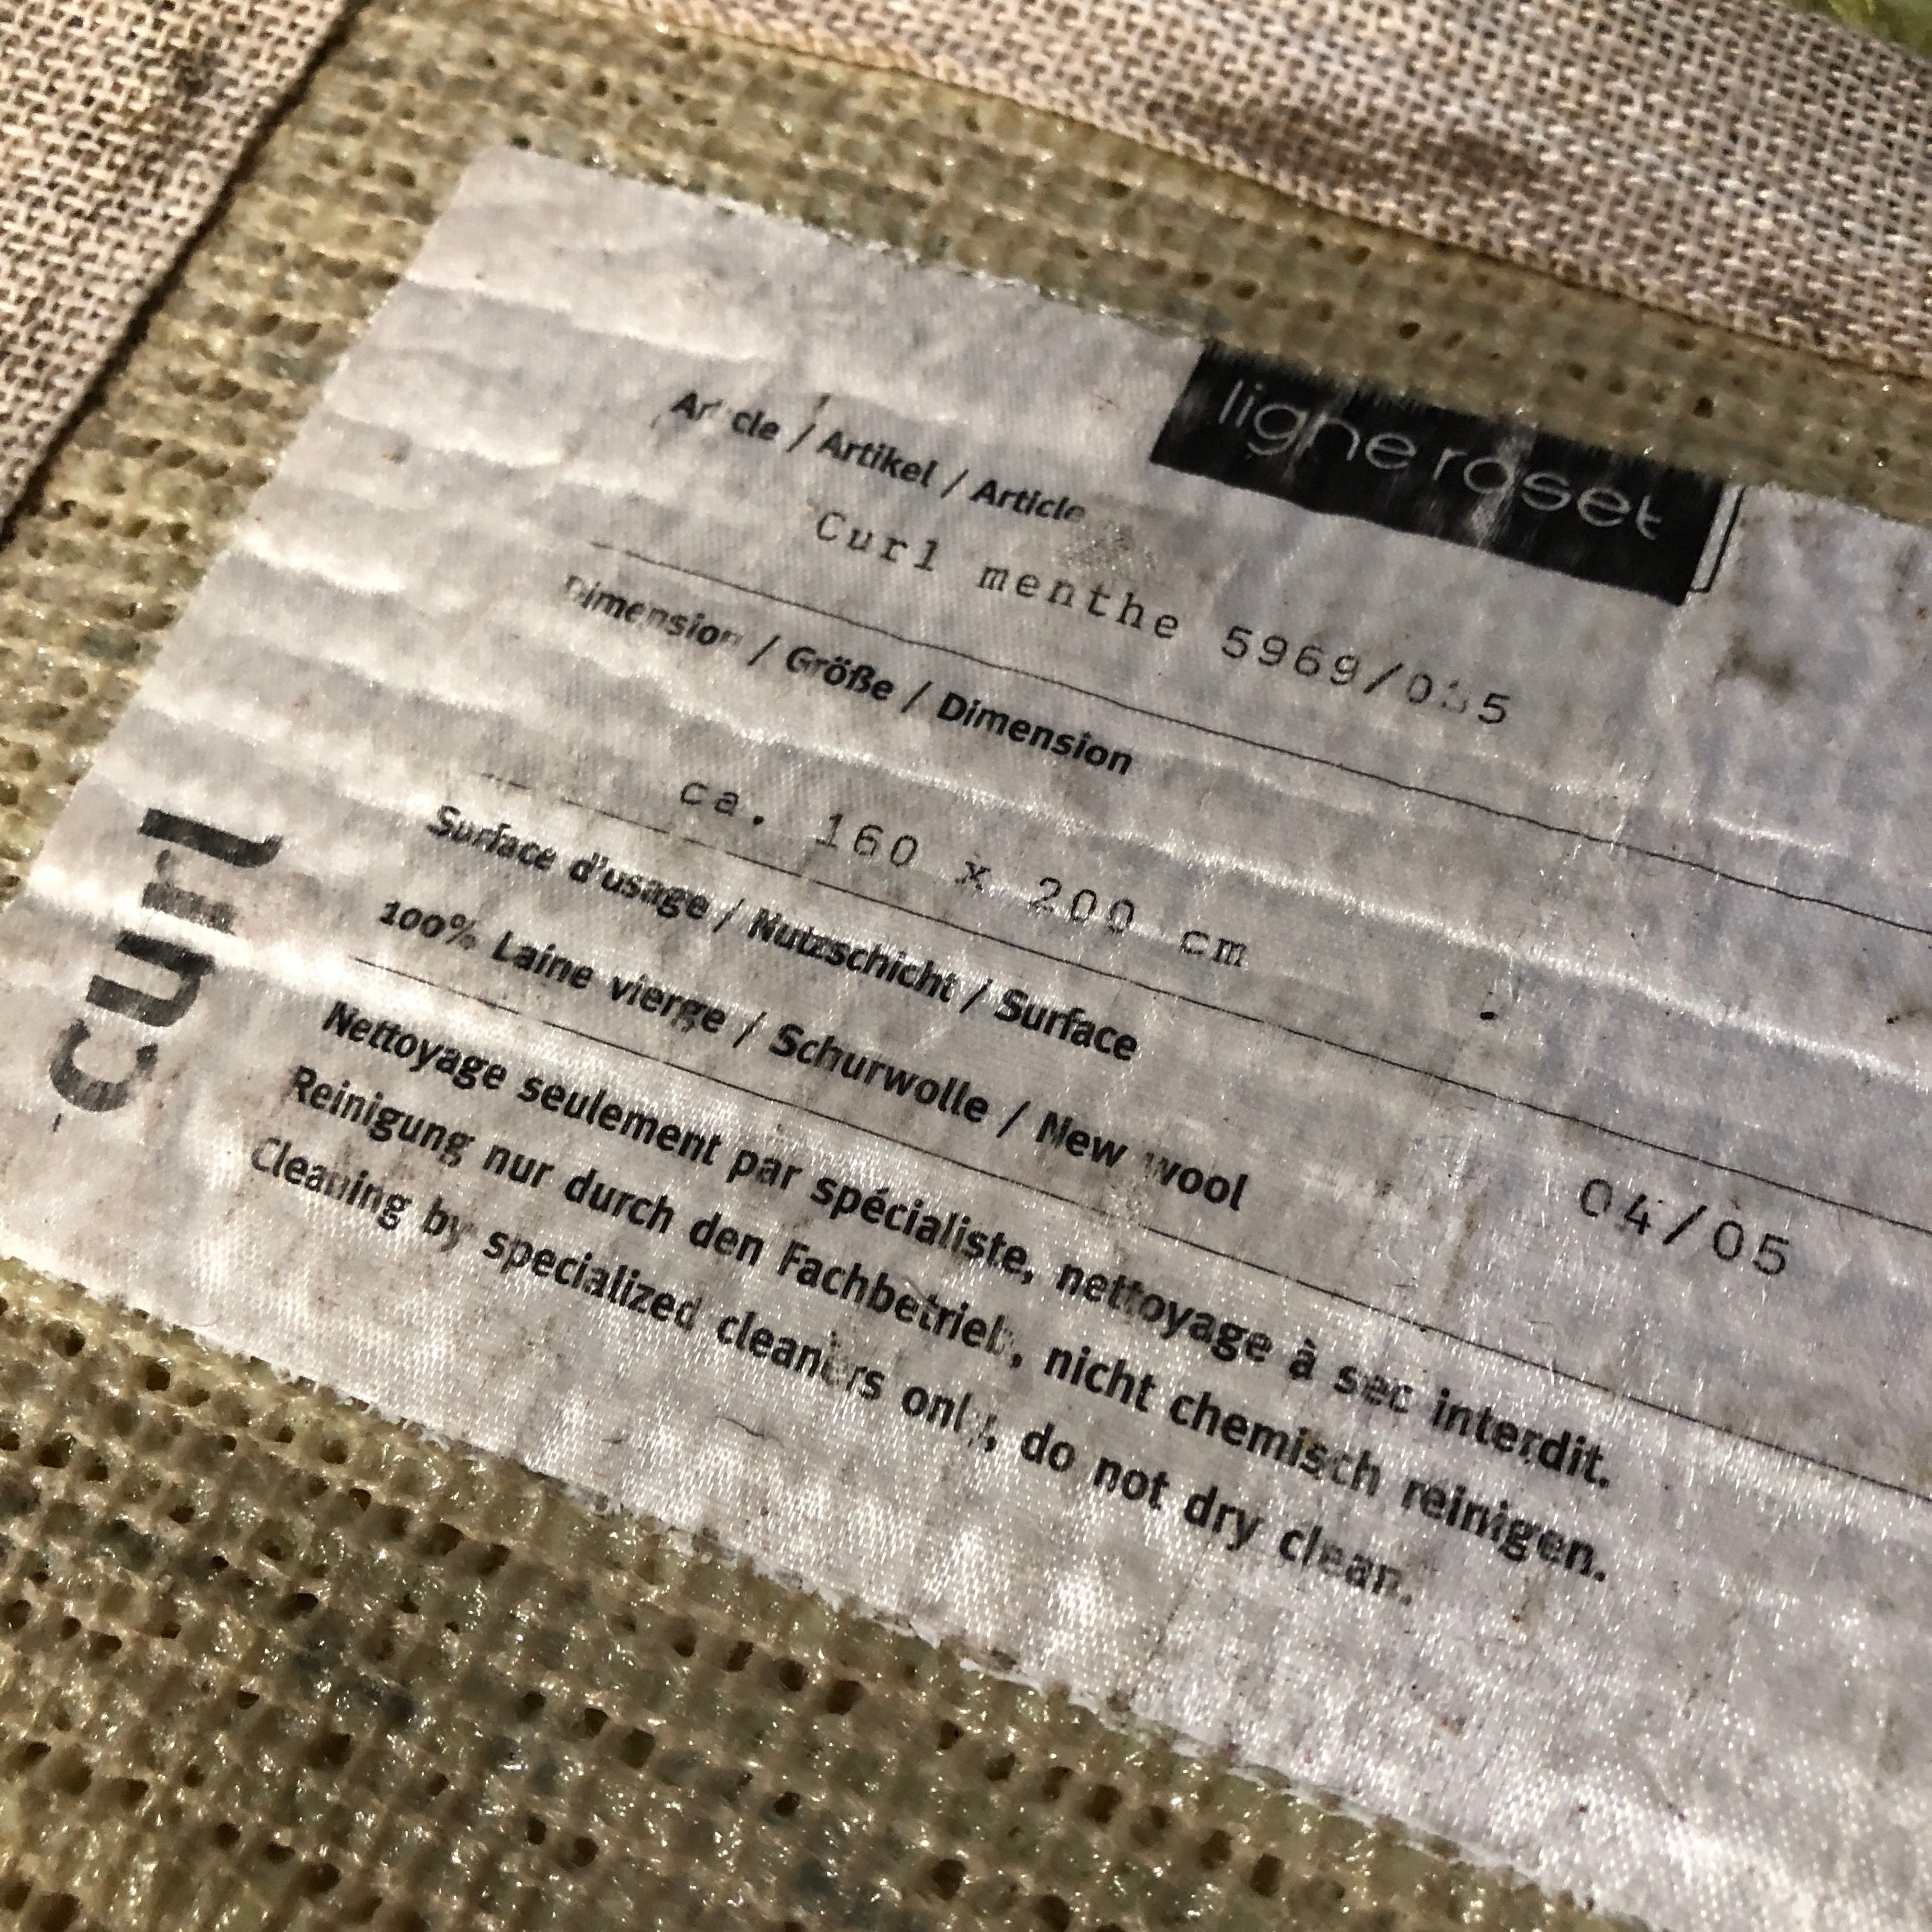 ligne roset
Article / Artikel / Article
Curl menthe
Dimension / Größe / Dimension
ca. 160 x 200 cm
Surface d'usage / Nutzschicht / Surface
100% Laine vierge / Schurwolle / New wool
04/05
Nettoyage seulement par spécialiste, nettoyage à sec interdit.
Reinigung nur durch den Fachbetrieb, nicht chemisch reinigen.
Cleaning by specialized cleaners only, do not dry clean.
curl